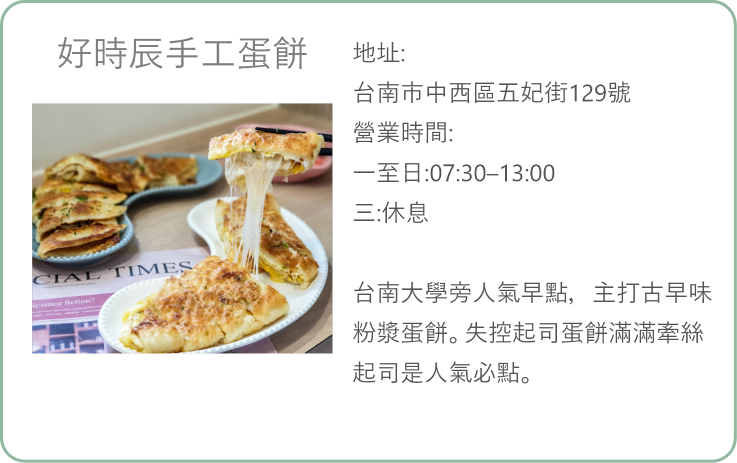 好時辰手工蛋餅
地址:
台南市中西區五妃街129號
營業時間:
一至日:07:30–13:00
三:休息
台南大學旁人氣早點，主打古早味
粉漿蛋餅。失控起司蛋餅滿滿牽絲
起司是人氣必點。
CIAL TIMES
Science fiction?